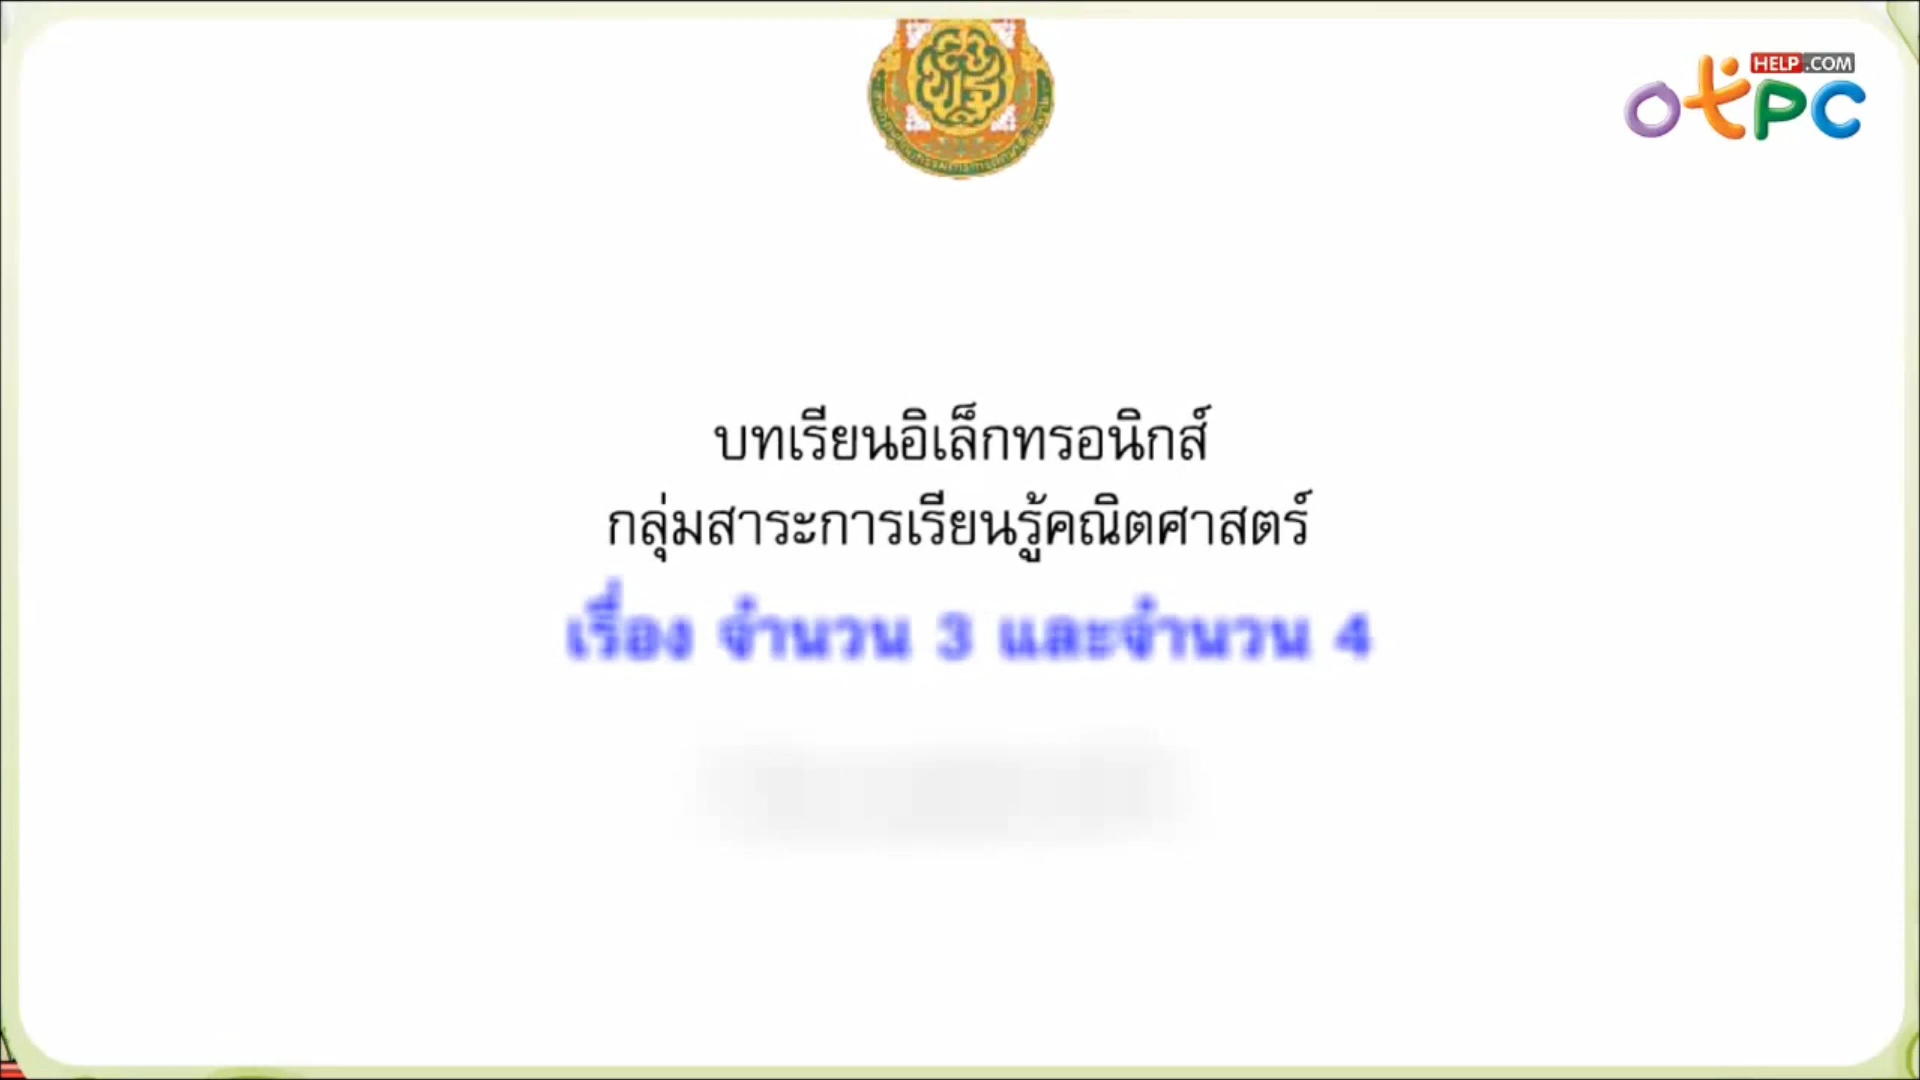 HELP.COM
OTPC
บทเรียนอิเล็กทรอนิกส์
กลุ่มสาระการเรียนรู้คณิตศาสตร์
เรื่อง จำนวน 3 และจำนวน 4